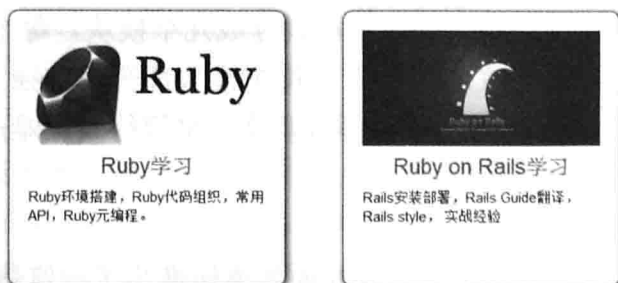 Ruby
Ruby学习
Ruby环境搭建，Ruby代码组织，常用
API，Ruby元编程。
Ruby on Rails
Ruby on Rails学习
Rails安装部署，Rails Guide翻译，
Rails style， 实战经验